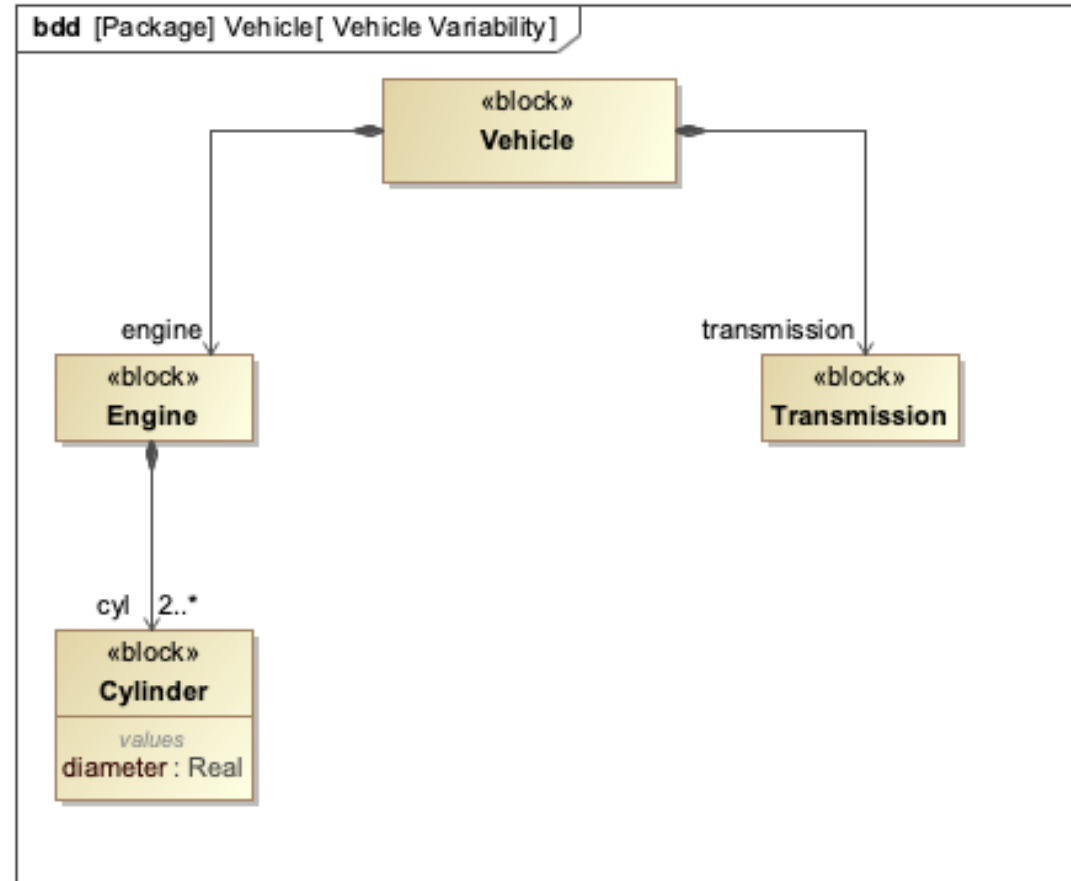 bdd [Package] Vehicle[ Vehicle Variability]
«block»
Vehicle
engine
transmission
«block»
Engine
«block»
Transmission
cyl 2..*
«block»
Cylinder
values
diameter : Real